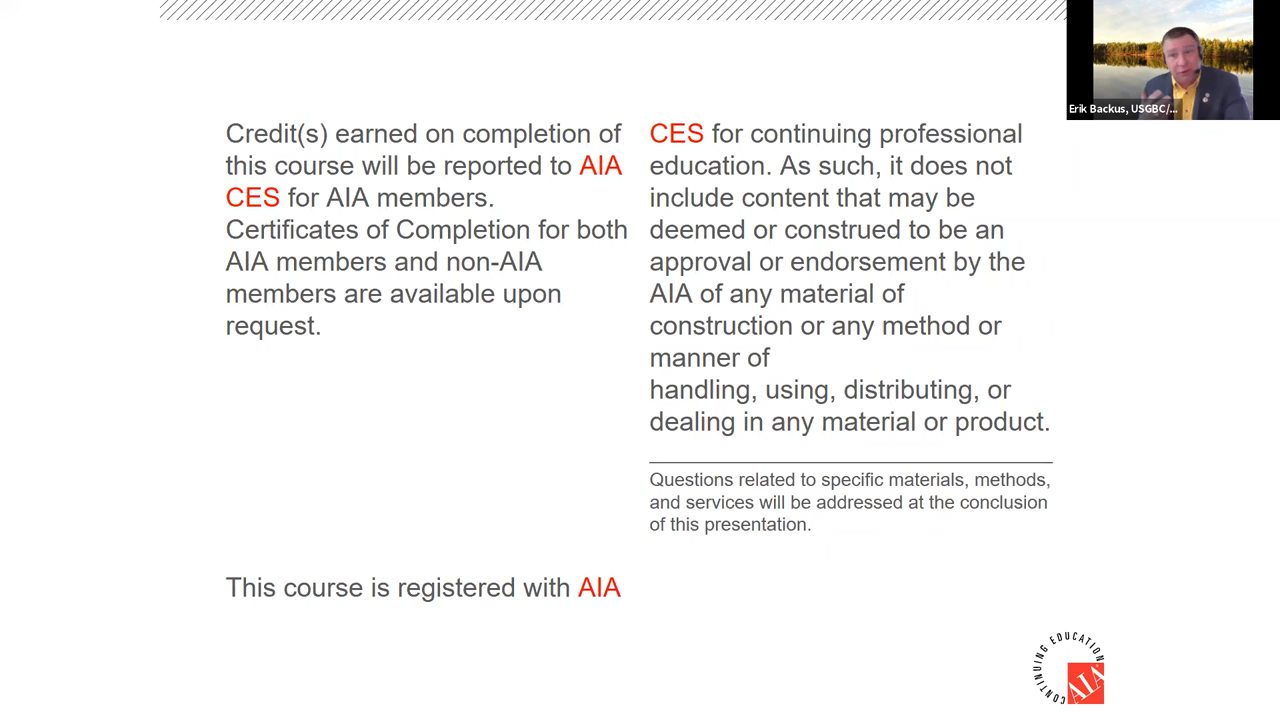 Credit(s) earned on completion of
this course will be reported to AIA
CES for AIA members.
Certificates of Completion for both
AIA members and non-AIA
members are available upon
request.
This course is registered with AIA
CES for continuing professional
education. As such, it does not
include content that may be
deemed or construed to be an
approval or endorsement by the
AIA of any material of
construction or any method or
manner of
handling, using, distributing, or
dealing in any material or product.
Questions related to specific materials, methods,
and services will be addressed at the conclusion
of this presentation.
Erik Backus, USGBC/...
CONTINUING EDUCATION
AIA